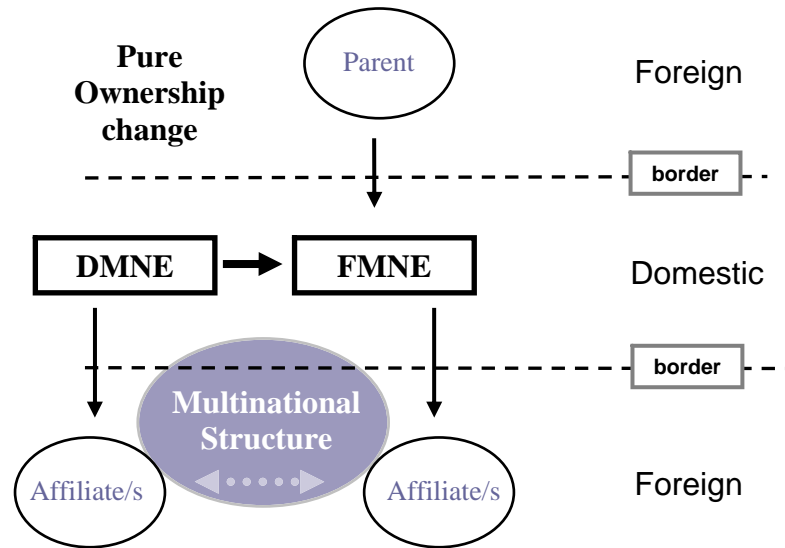 Pure
Ownership
change
Parent
Foreign
border
DMNE
FMNE
Domestic
border
Multinational
Structure
Affiliate/s
Affiliate/s
Foreign